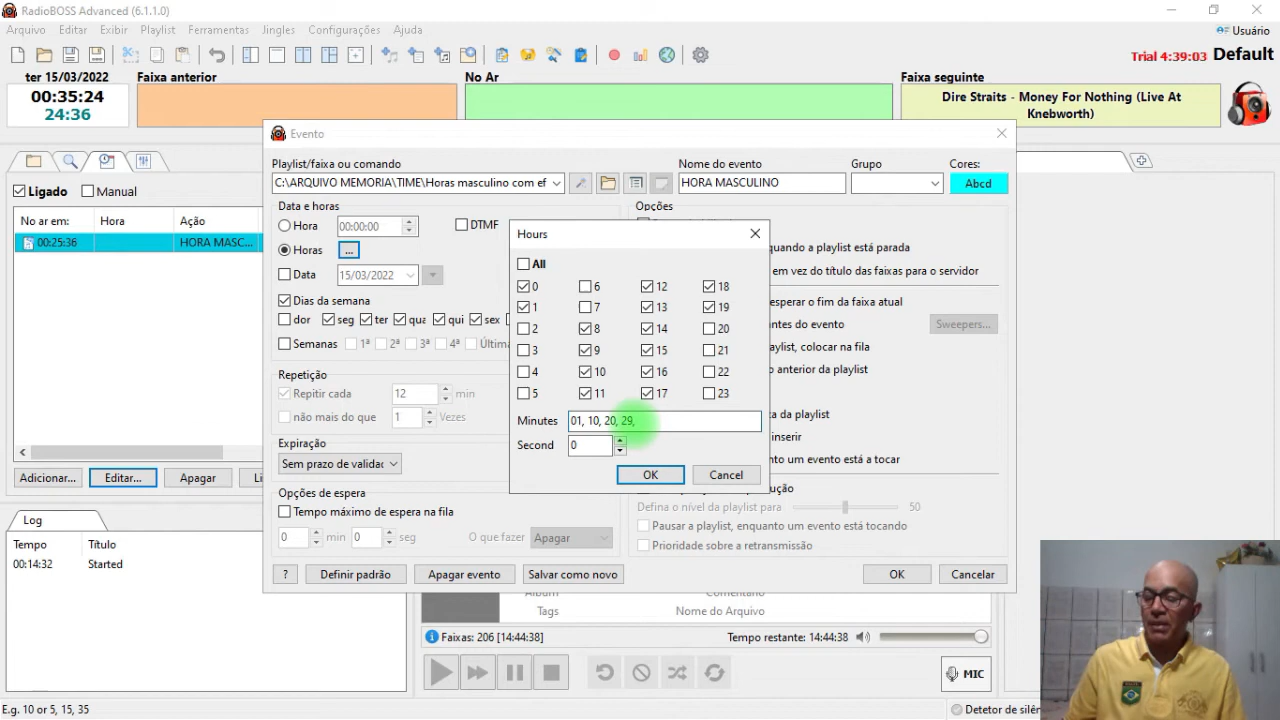 RadioBOSS Advanced (6.1.1.0)
Arquivo Editar Exibir Playlist Ferramentas Jingles Configurações Ajuda
Usuário
Trial 4:39:03 Default
ter 15/03/2022 Faixa anterior No Ar Faixa seguinte
00:35:24
24:36
Dire Straits - Money For Nothing (Live At
Knebworth)
Ligado Manual
No ar em: Hora Ação
00:25:36 HORA MASC...
Adicionar... Editar... Apagar
Log
Tempo Título
00:14:32 Started
Evento
Playlist/faixa ou comando Nome do evento Grupo Cores:
C:\ARQUIVO MEMORIA\TIME\Horas masculino com ef HORA MASCULINO Abcd
Data e horas
Hora 00:00:00 DTMF
Horas ...
Data 15/03/2022
Dias da semana
dor seg ter qua qui sex
Semanas 1ª 2ª 3ª 4ª
Repetição
Repitir cada 12 min
não mais do que 1 Vezes
Expiração
Sem prazo de validac
Opções de espera
Tempo máximo de espera na fila
0 min 0 seg O que fazer Apagar
Opções
quando a playlist está parada
em vez do título das faixas para o servidor
esperar o fim da faixa atual
antes do evento Sweepers...
playlist, colocar na fila
anterior da playlist
da playlist
inserir
um evento está a tocar
Defina o nível da playlist para 50
Pausar a playlist, enquanto um evento está tocando
Prioridade sobre a retransmissão
? Definir padrão Apagar evento Salvar como novo OK Cancelar
Hours
All
0 6 12 18
1 7 13 19
2 8 14 20
3 9 15 21
4 10 16 22
5 11 17 23
Minutes 01, 10, 20, 29,
Second 0
OK Cancel
Tags Nome do Arquivo
Faixas: 206 [14:44:38] Tempo restante: 14:44:38
MIC
E.g. 10 or 5, 15, 35